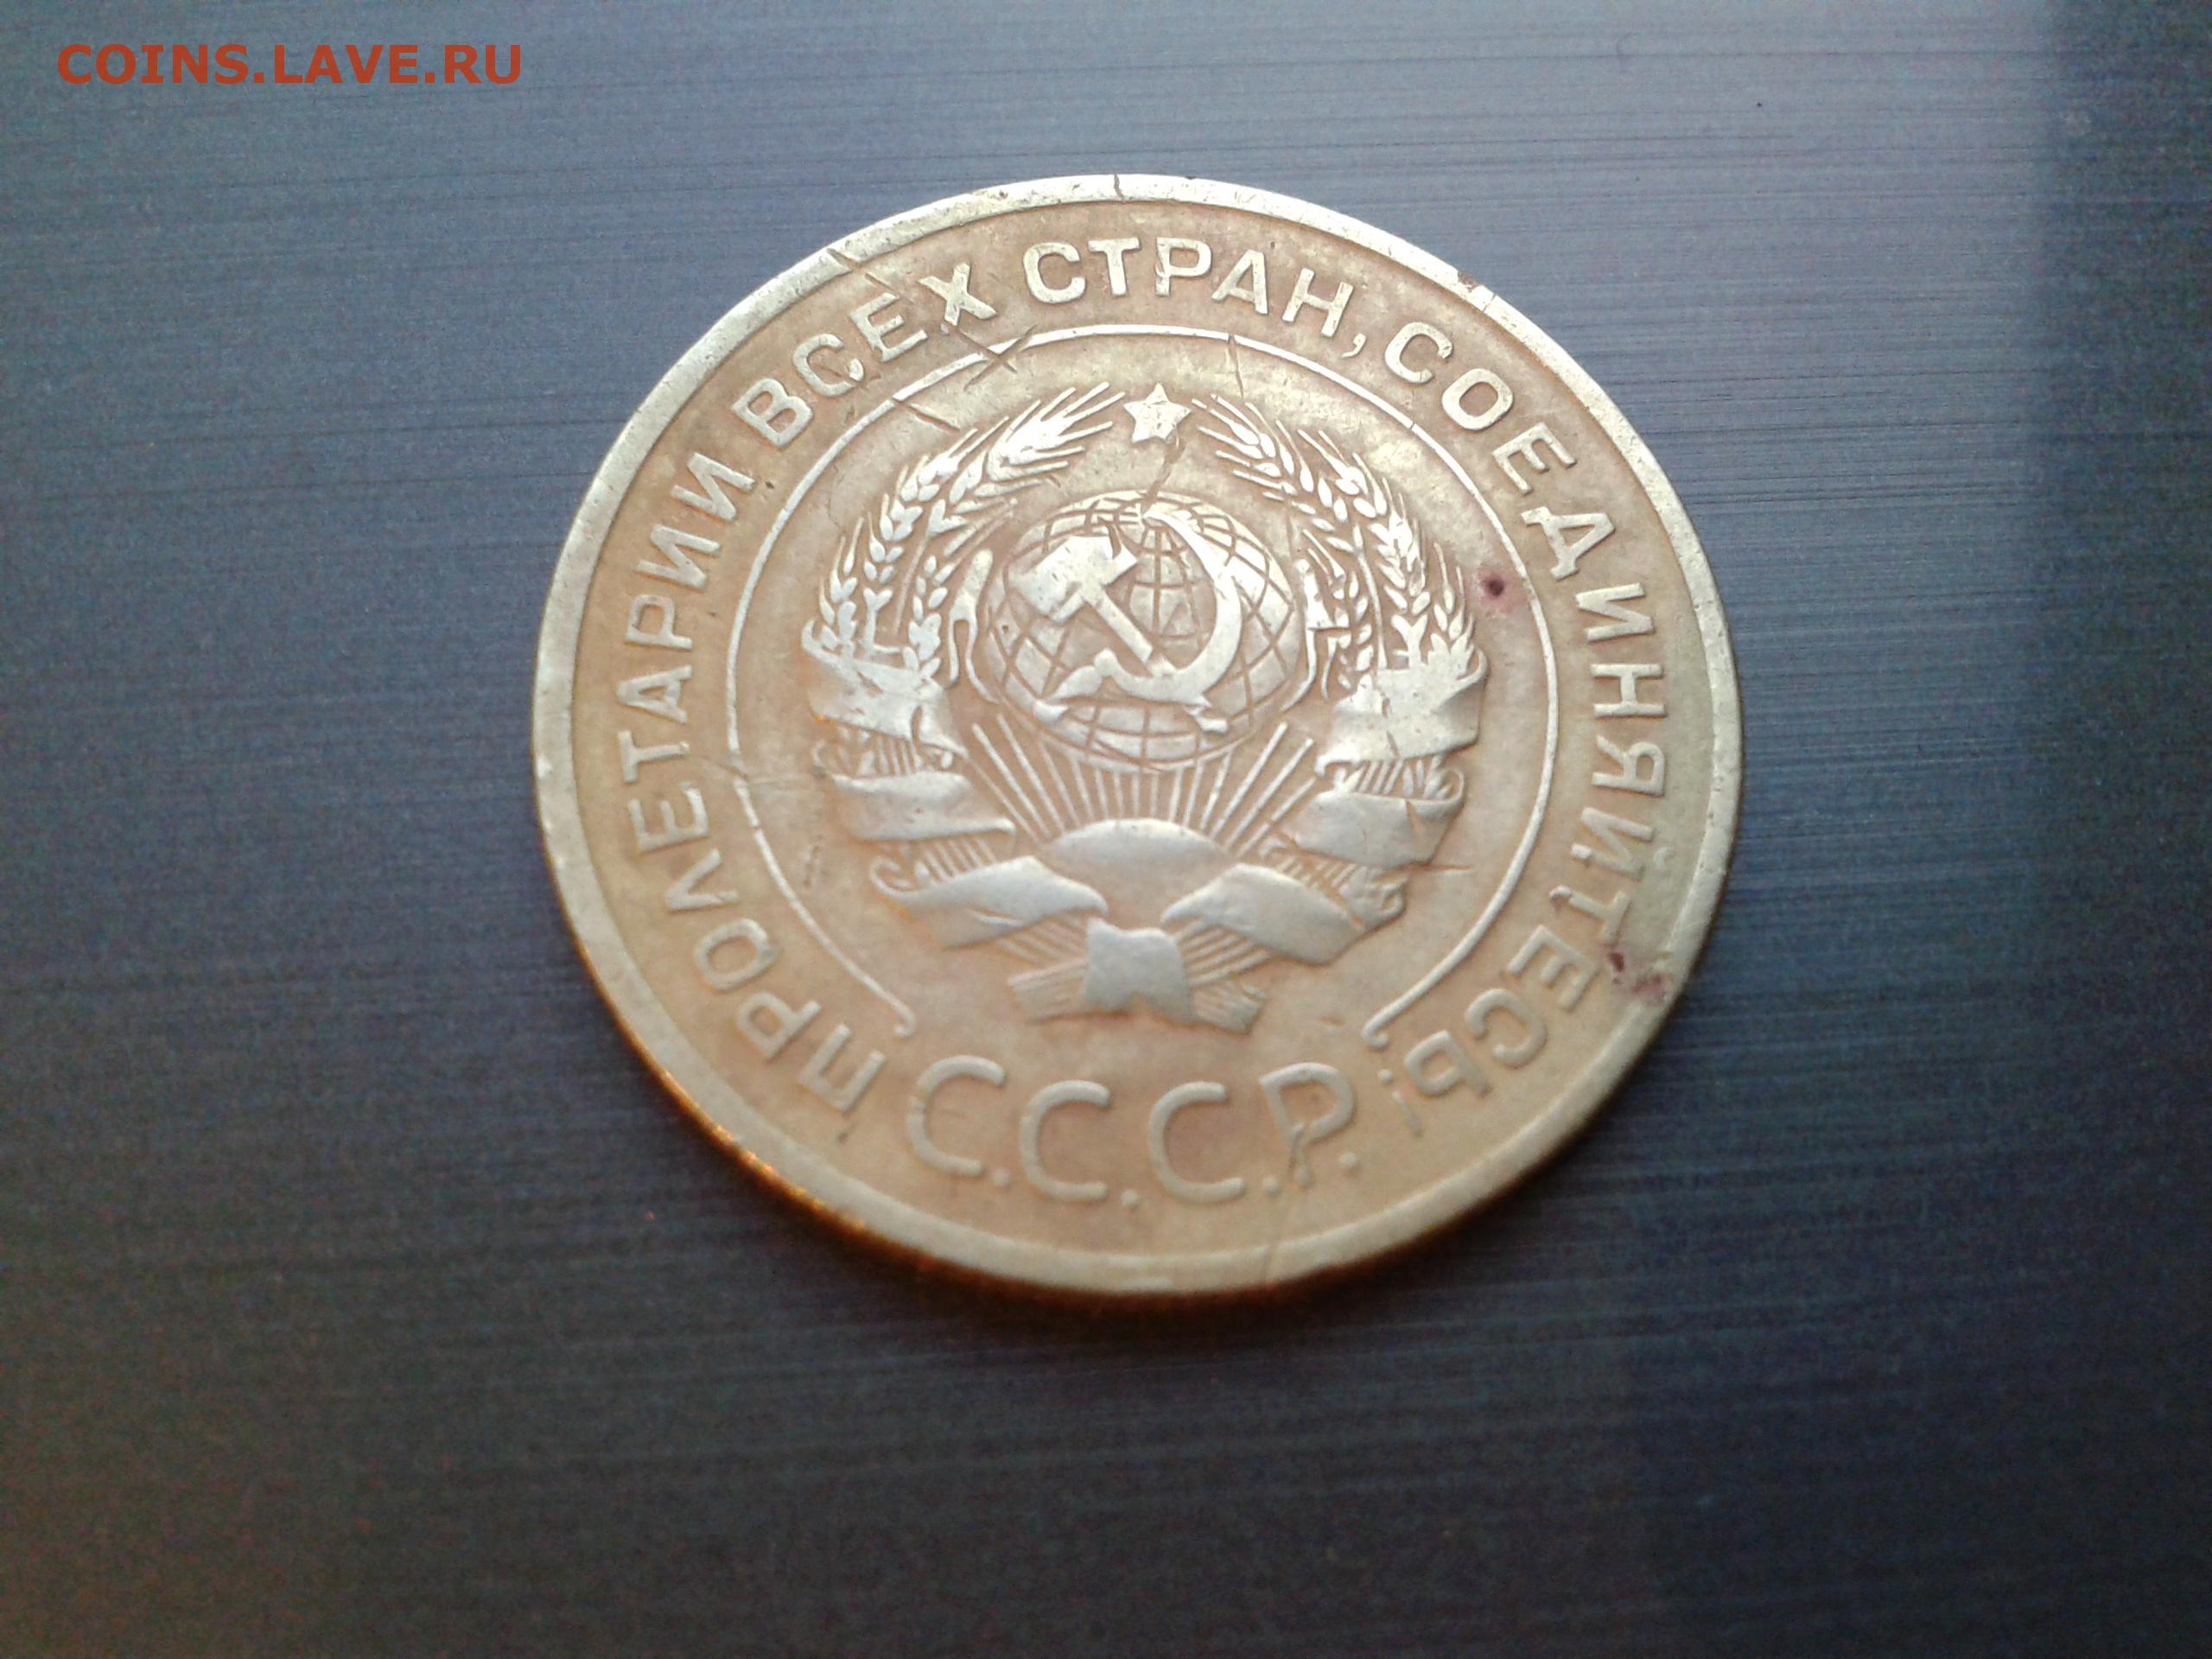 COINS.LAVE.RU
ПРОЛЕТАРИИ ВСЕХ СТРАН, СОЕДИНЯЙТЕСЬ!
С.С.С.Р.